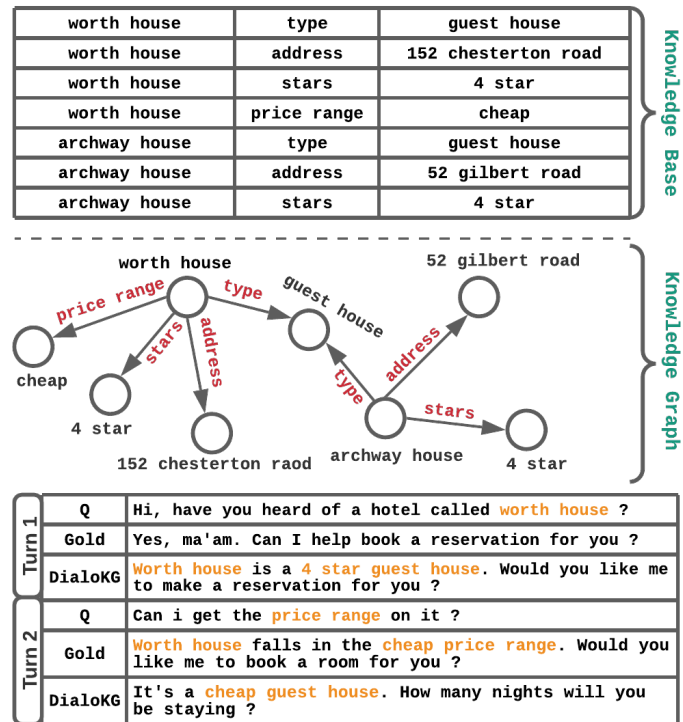 worth house type guest house
worth house address 152 chesterton road
worth house stars 4 star
worth house price range cheap
archway house type guest house
archway house address 52 gilbert road
archway house stars 4 star
Knowledge Base
worth house
52 gilbert road
price range
type
guest house
stars
address
address
cheap
type
stars
4 star
archway house
152 chesterton raod
4 star
Knowledge Graph
Turn 1
Q Hi, have you heard of a hotel called worth house ?
Gold Yes, ma'am. Can I help book a reservation for you ?
DialoKG Worth house is a 4 star guest house. Would you like me
to make a reservation for you ?
Turn 2
Q Can i get the price range on it ?
Gold Worth house falls in the cheap price range. Would you
like me to book a room for you ?
DialoKG It's a cheap guest house. How many nights will you
be staying ?